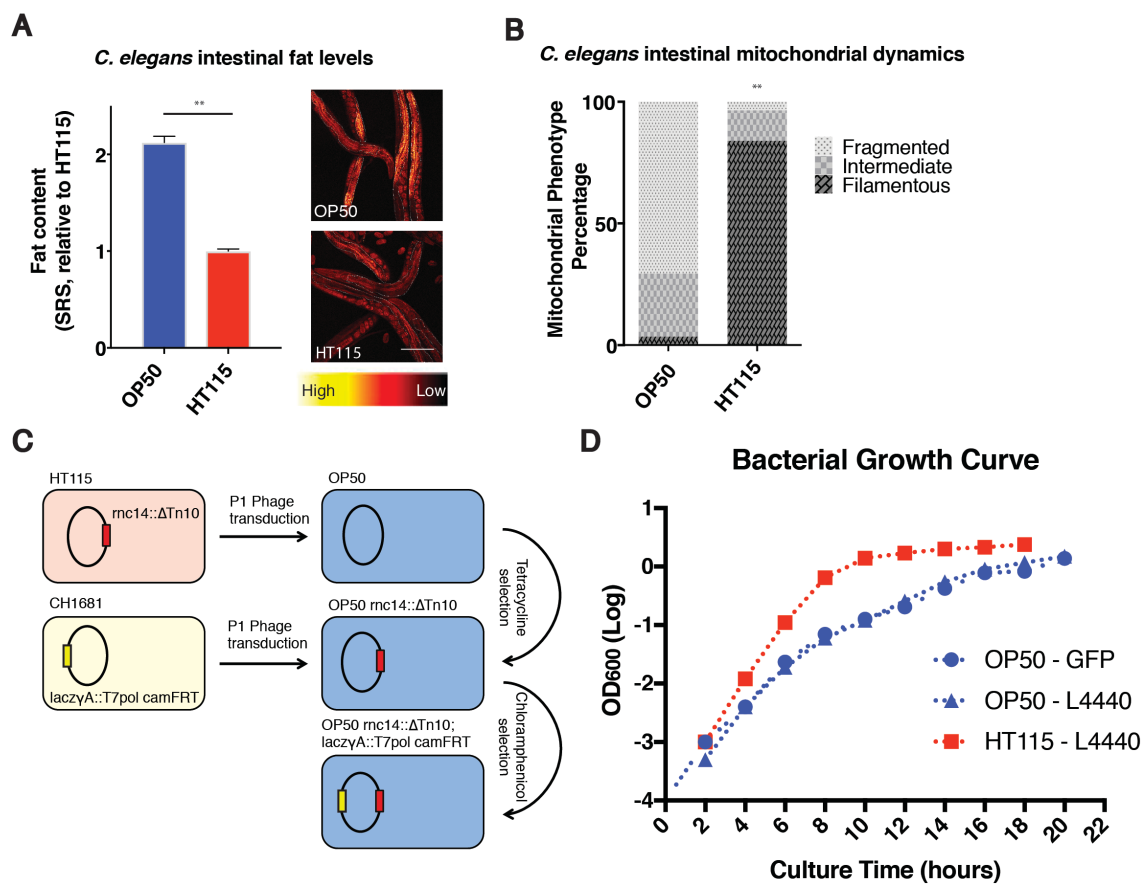 A
C. elegans intestinal fat levels
Fat content
(SRS, relative to HT115)
2
1
0
**
OP50
HT115
OP50
HT115
High
Low
B
C. elegans intestinal mitochondrial dynamics
Mitochondrial Phenotype
Percentage
100
50
0
**
OP50
HT115
Fragmented
Intermediate
Filamentous
C
HT115
rnc14::ΔTn10
P1 Phage
transduction
OP50
Tetracycline
selection
CH1681
laczγA::T7pol camFRT
P1 Phage
transduction
OP50 rnc14::ΔTn10
Chloramphenicol
selection
OP50 rnc14::ΔTn10;
laczγA::T7pol camFRT
D
Bacterial Growth Curve
OD600 (Log)
1
0
-1
-2
-3
-4
0
2
4
6
8
10
12
14
16
18
20
22
Culture Time (hours)
OP50 - GFP
OP50 - L4440
HT115 - L4440